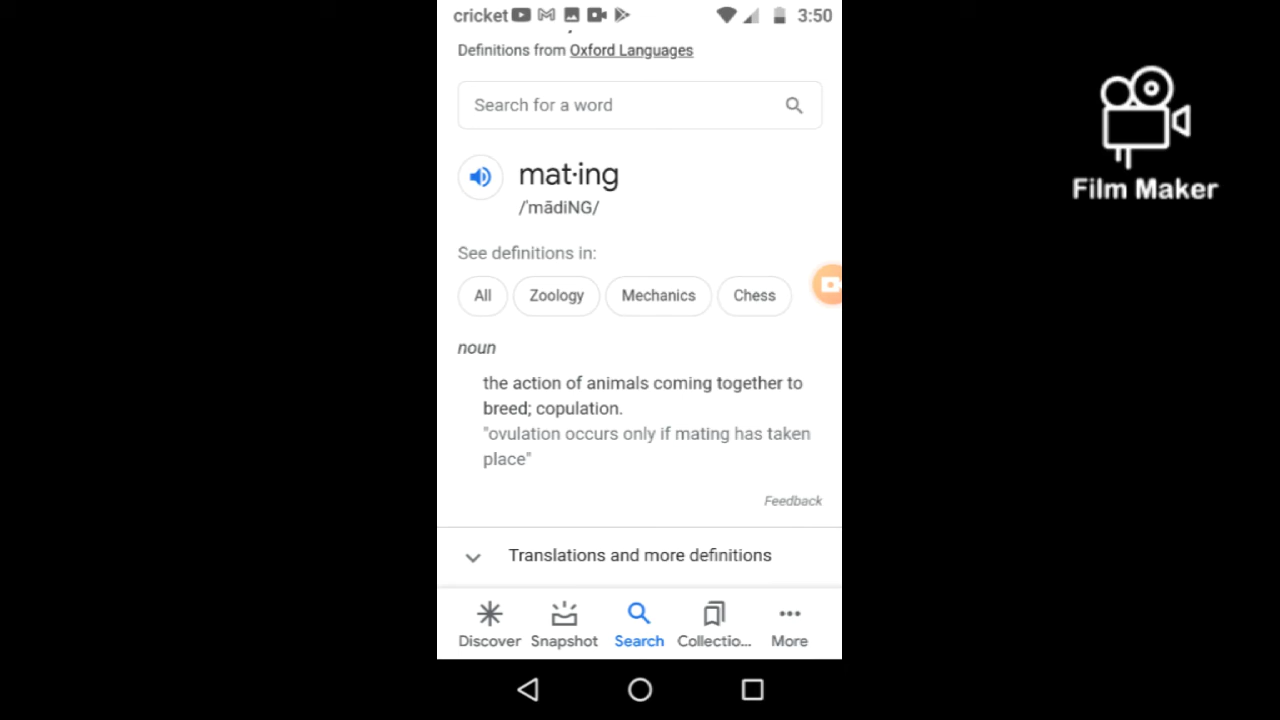 cricket 3:50
Definitions from Oxford Languages
Search for a word
mat·ing
/ˈmādiNG/
See definitions in:
All Zoology Mechanics Chess
noun
the action of animals coming together to
breed; copulation.
"ovulation occurs only if mating has taken
place"
Feedback
Translations and more definitions
Discover Snapshot Search Collectio... More
Film Maker